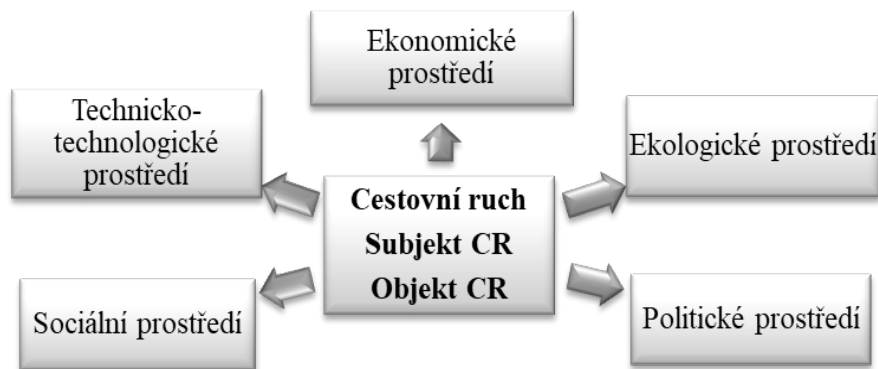 Ekonomické
prostředí
Technicko-
technologické
prostředí
Ekologické prostředí
Cestovní ruch
Subjekt CR
Objekt CR
Sociální prostředí
Politické prostředí